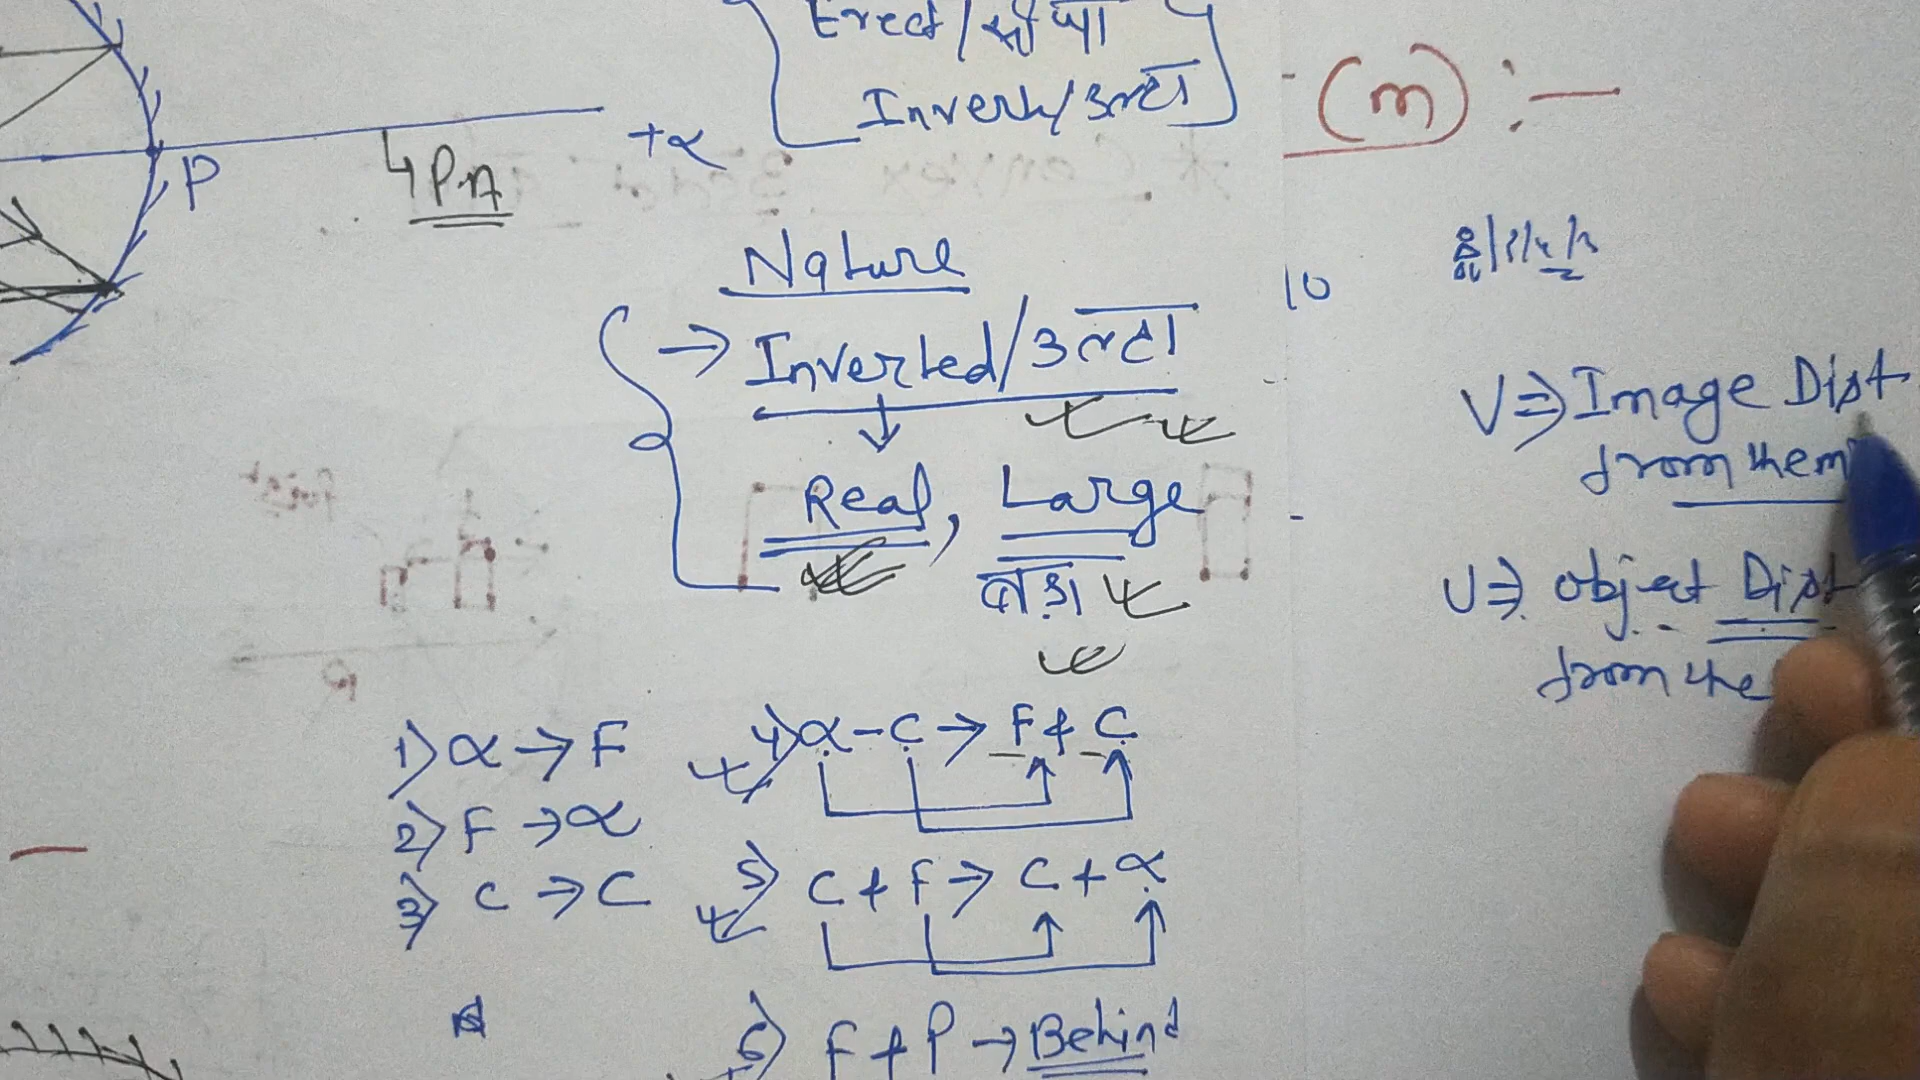 Erect/सीधा
Invert/उल्टा
(m) :—
+α
P
4Pn
Nature
10
→ Inverted/उल्टा
Real, Large
बड़ा
V ⇒ Image Dist
from the m
U ⇒ object Dist
from the
1) α → F
2) F → α
3) C → C
4) α - C → F & C
5) C & F → C & α
6) F & P → Behind